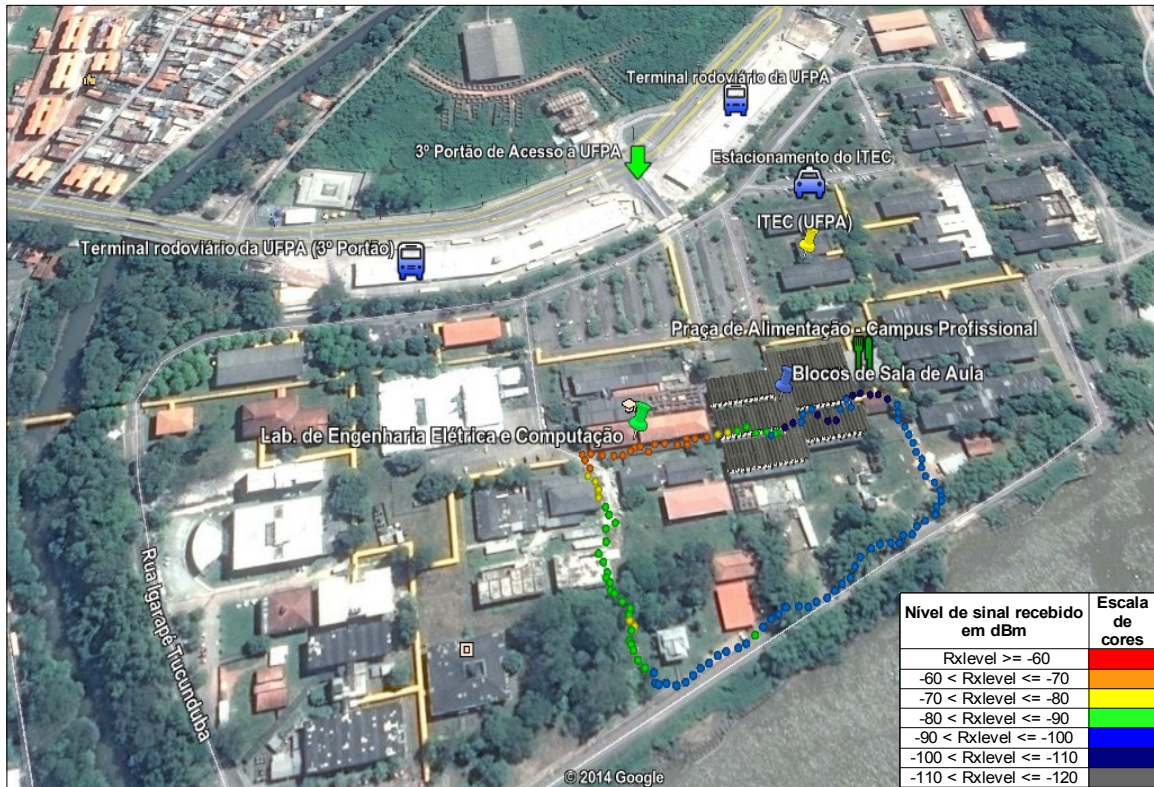 Terminal rodoviário da UFPA
3º Portão de Acesso à UFPA
Estacionamento do ITEC
ITEC (UFPA)
Terminal rodoviário da UFPA (3º Portão)
Praça de Alimentação - Campus Profissional
Blocos de Sala de Aula
Lab. de Engenharia Elétrica e Computação
Rua Igarapé Tucunduba
Nível de sinal recebido em dBm
Escala de cores
Rxlevel >= -60
-60 < Rxlevel <= -70
-70 < Rxlevel <= -80
-80 < Rxlevel <= -90
-90 < Rxlevel <= -100
-100 < Rxlevel <= -110
-110 < Rxlevel <= -120
© 2014 Google